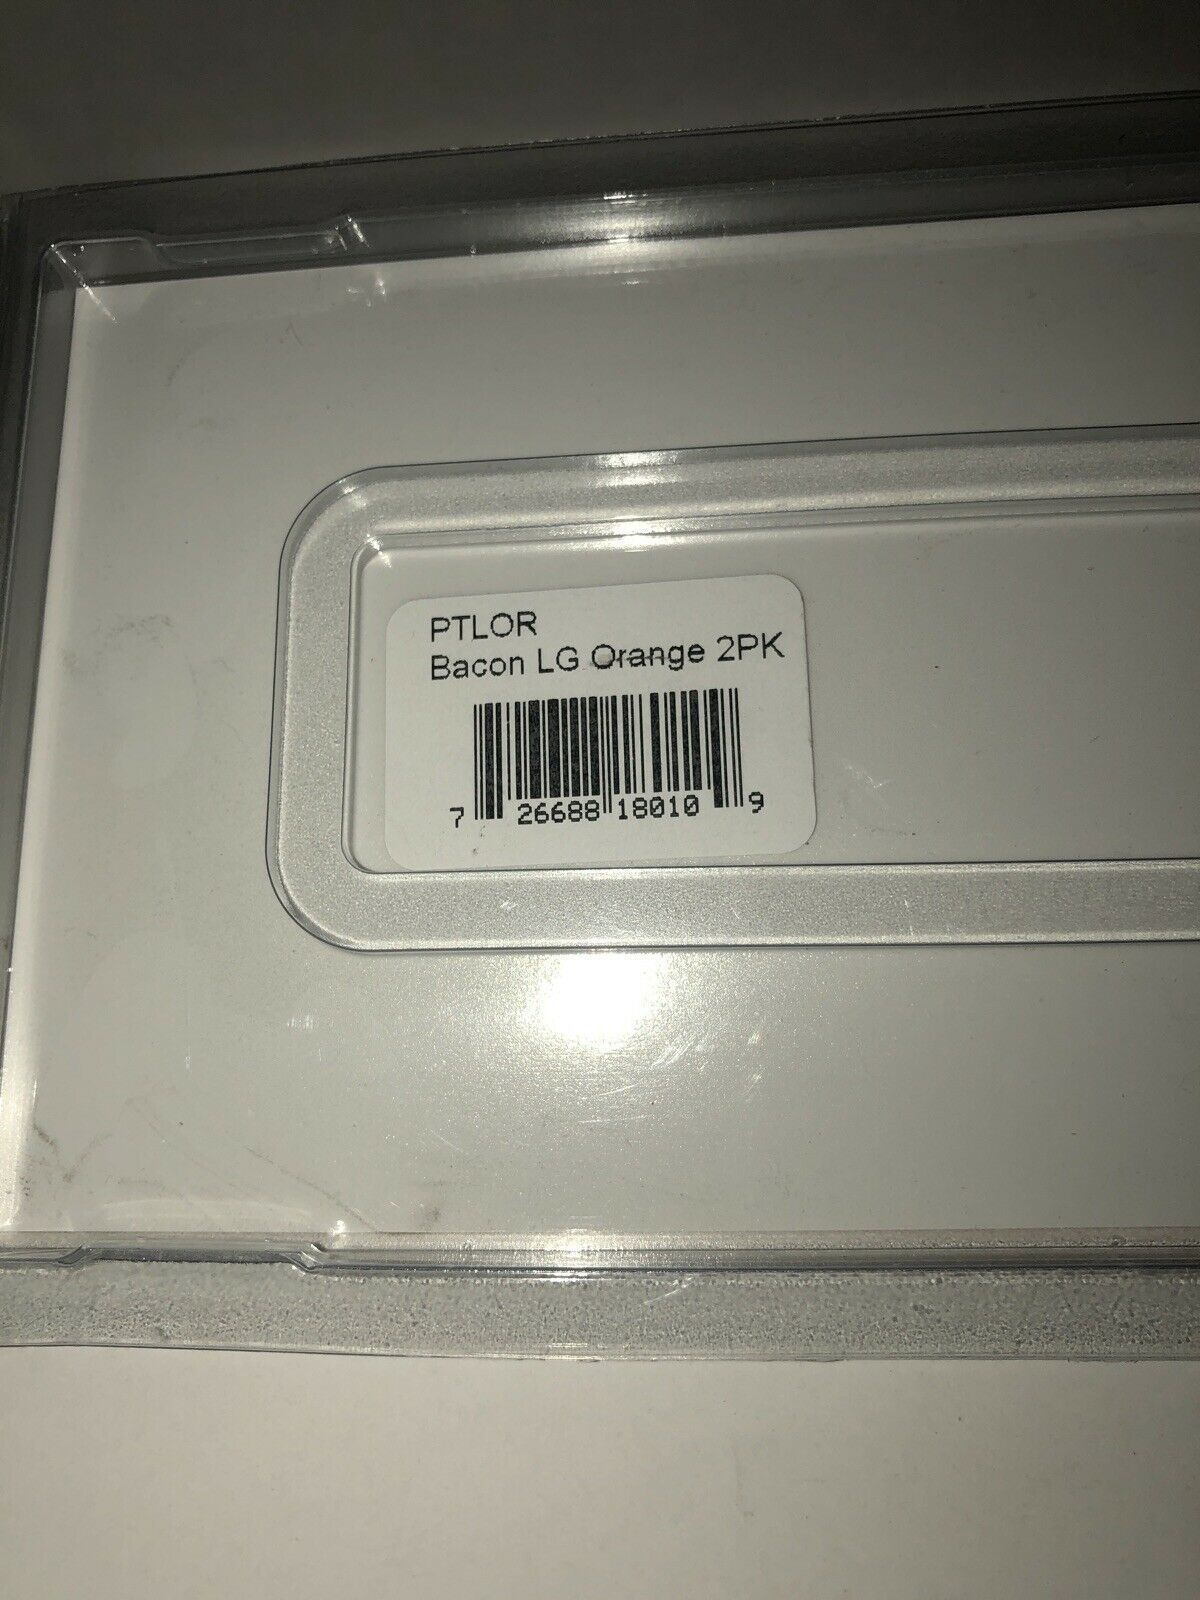 PTLOR
Bacon LG Orange 2PK
7 26688 18010 9